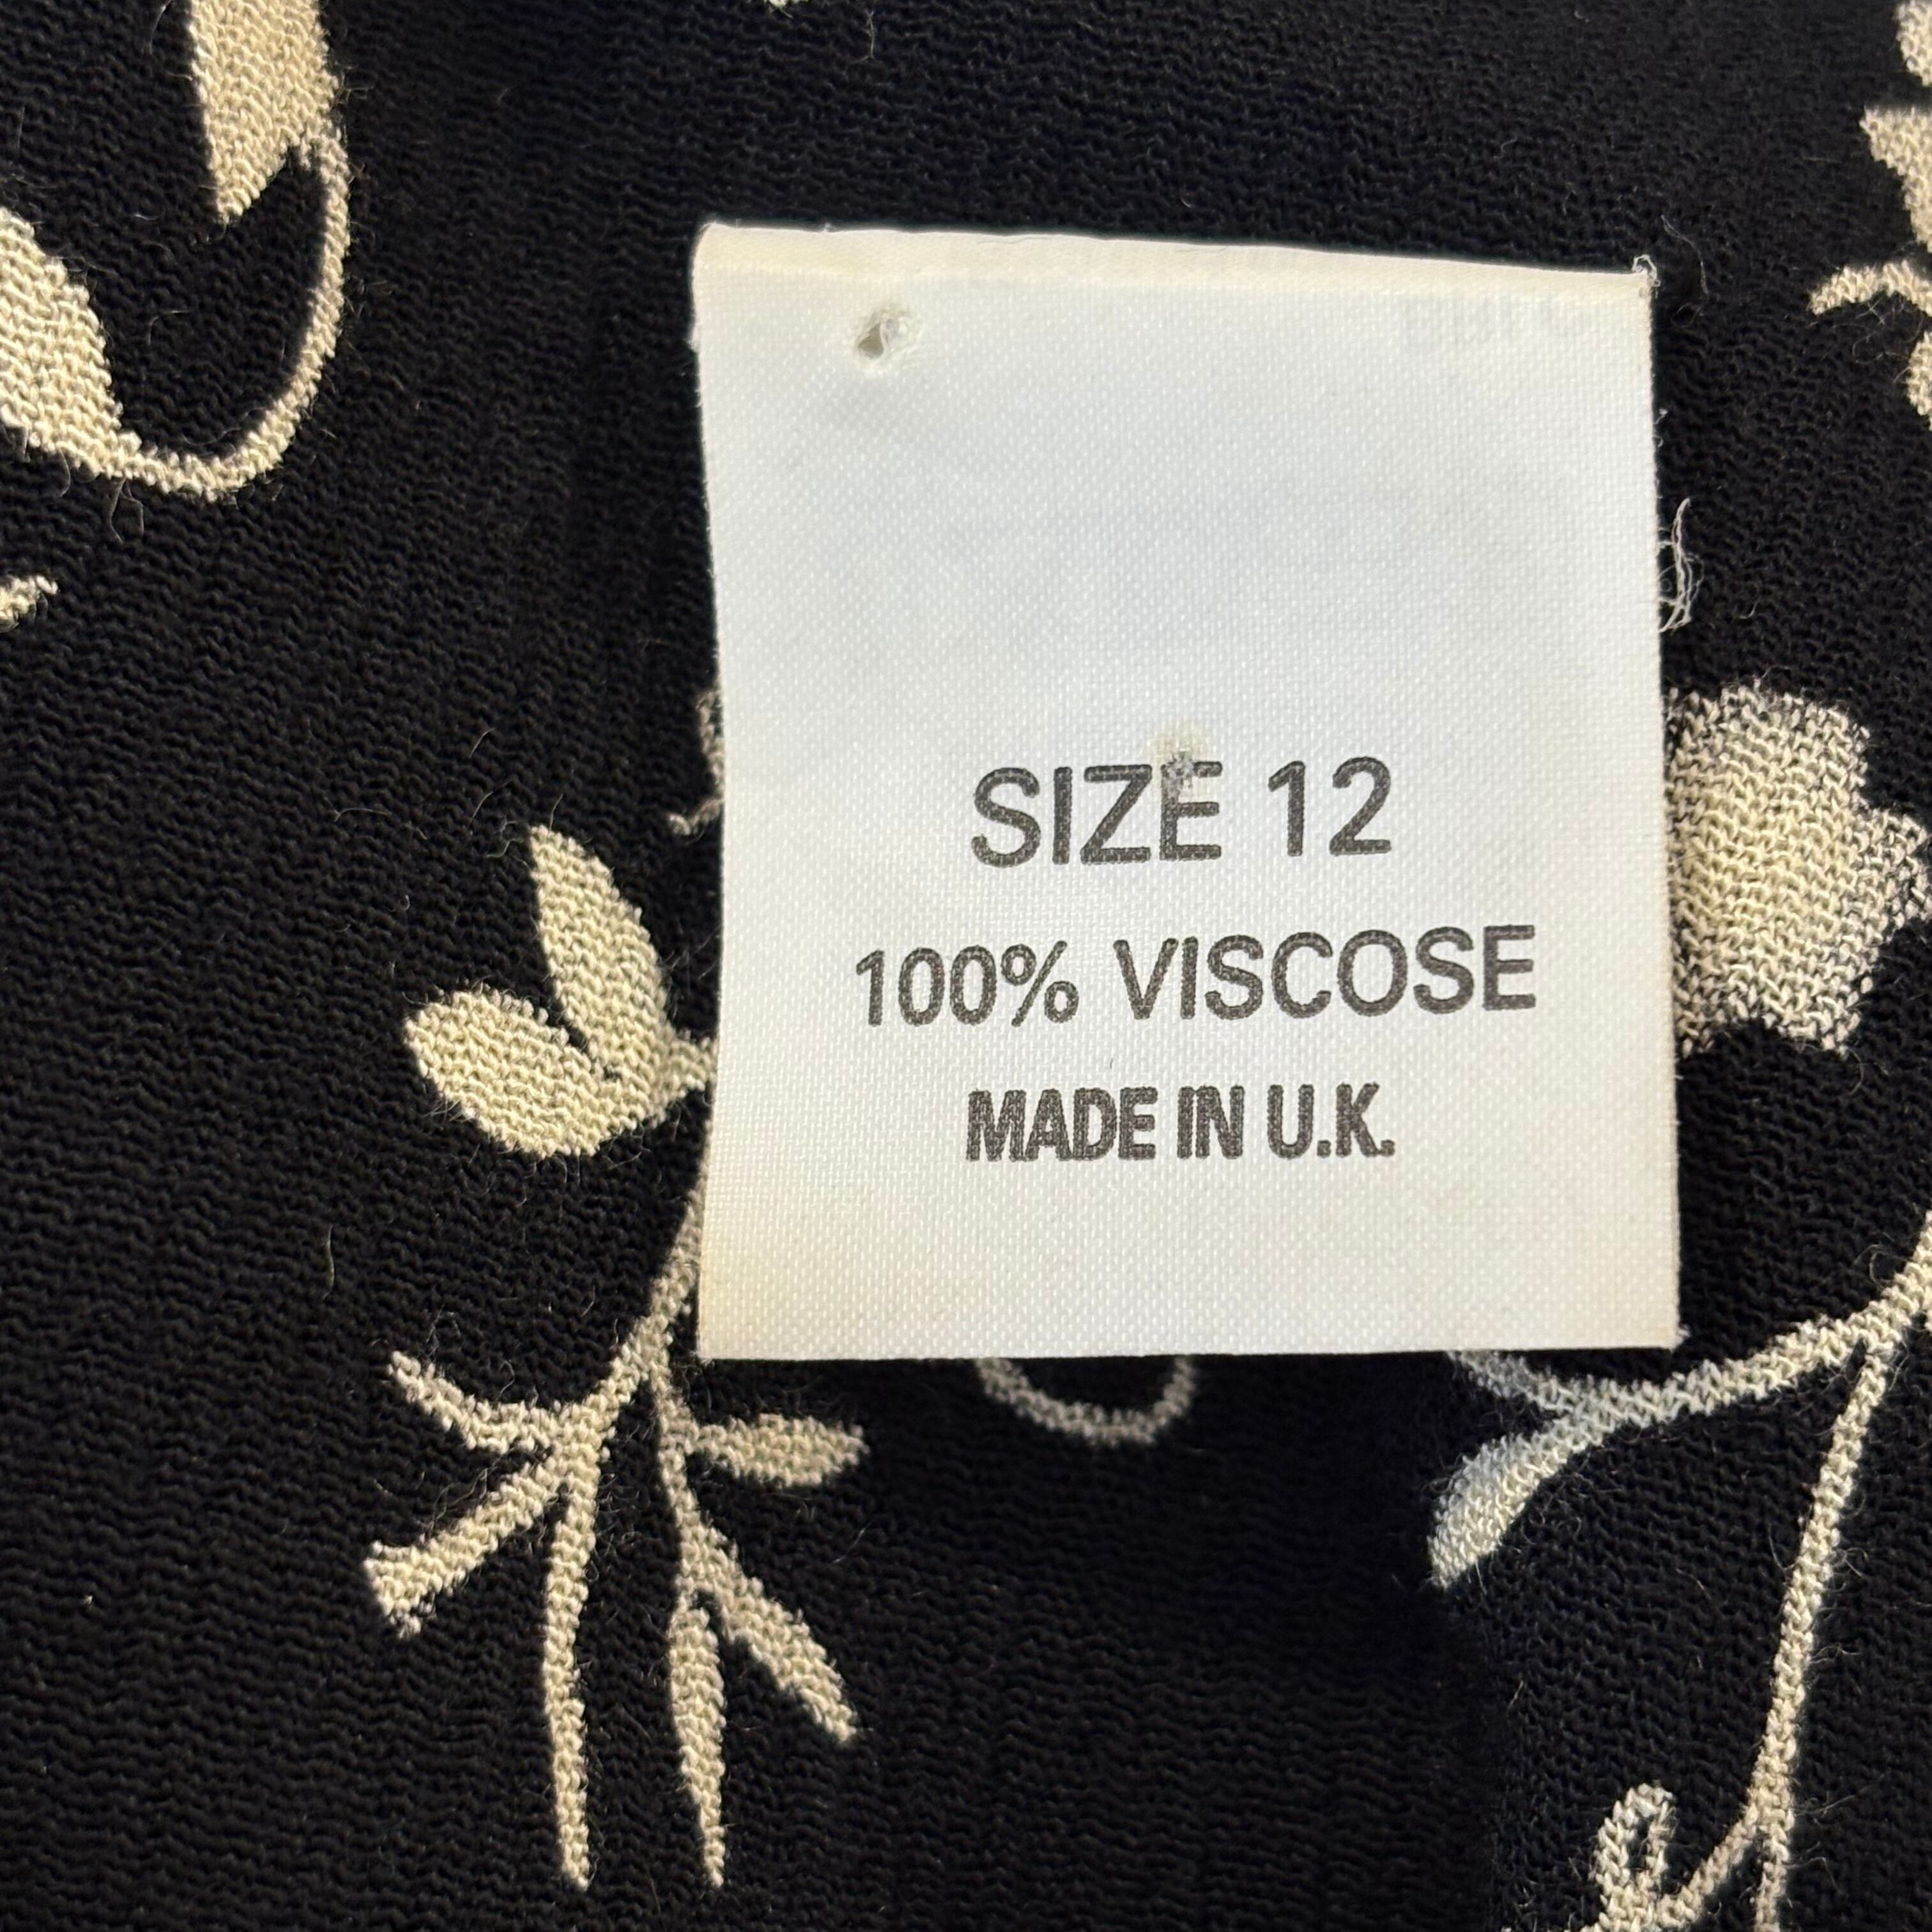 SIZE 12
100% VISCOSE
MADE IN U.K.